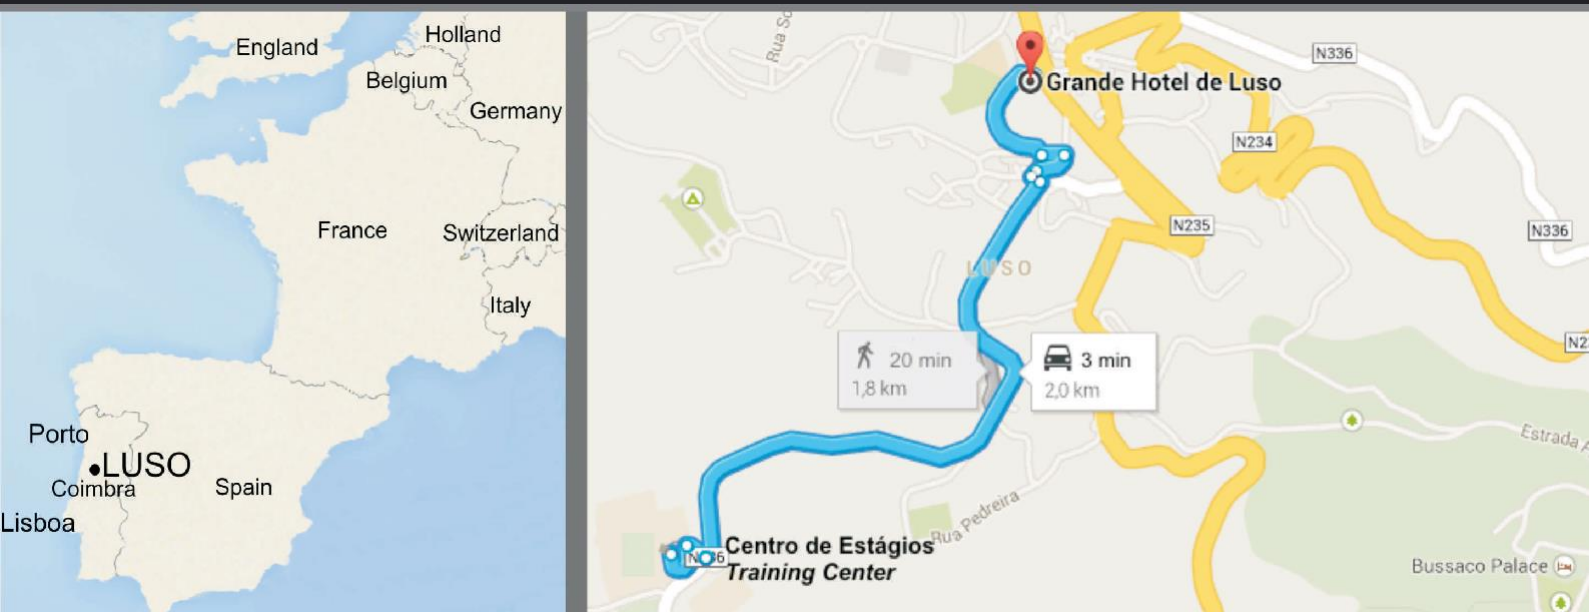 England
Holland
Belgium
Germany
France
Switzerland
Italy
Porto
LUSO
Coimbra
Spain
Lisboa
N336
Grande Hotel de Luso
N234
N235
N336
LUSO
20 min
1,8 km
3 min
2,0 km
Estrada
Rua Pedreira
Centro de Estágios
Training Center
Bussaco Palace